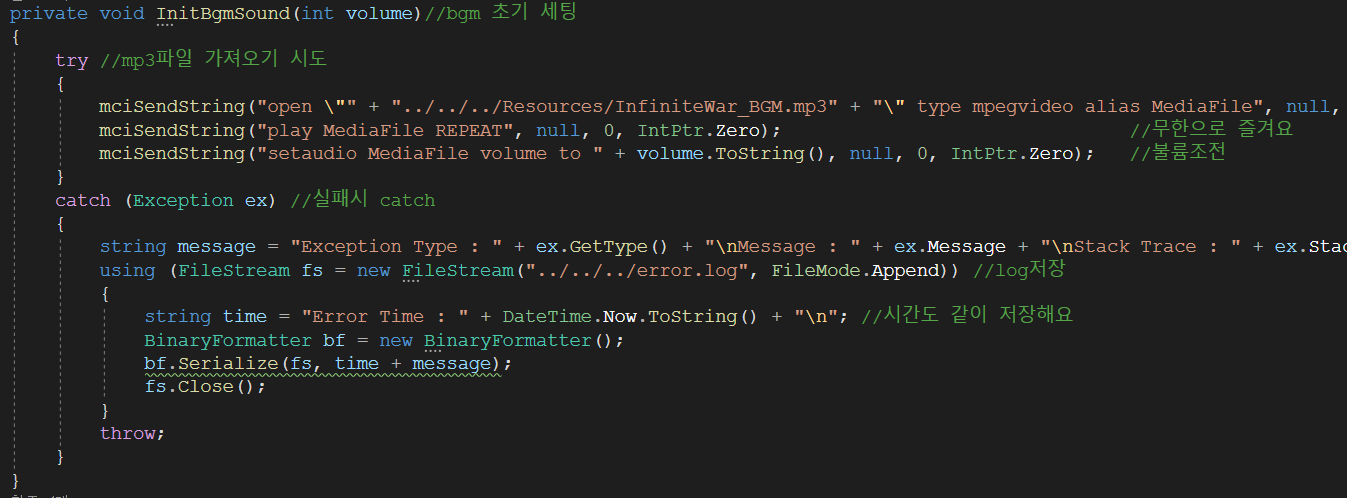 private void InitBgmSound(int volume)//bgm 초기 세팅
{
try //mp3파일 가져오기 시도
{
mciSendString("open \"" + "../../../Resources/InfiniteWar_BGM.mp3" + "\" type mpegvideo alias MediaFile", null,
mciSendString("play MediaFile REPEAT", null, 0, IntPtr.Zero); //무한으로 즐겨요
mciSendString("setaudio MediaFile volume to " + volume.ToString(), null, 0, IntPtr.Zero); //볼륨조전
}
catch (Exception ex) //실패시 catch
{
string message = "Exception Type : " + ex.GetType() + "\nMessage : " + ex.Message + "\nStack Trace : " + ex.Stac
using (FileStream fs = new FileStream("../../../error.log", FileMode.Append)) //log저장
{
string time = "Error Time : " + DateTime.Now.ToString() + "\n"; //시간도 같이 저장해요
BinaryFormatter bf = new BinaryFormatter();
bf.Serialize(fs, time + message);
fs.Close();
}
throw;
}
}